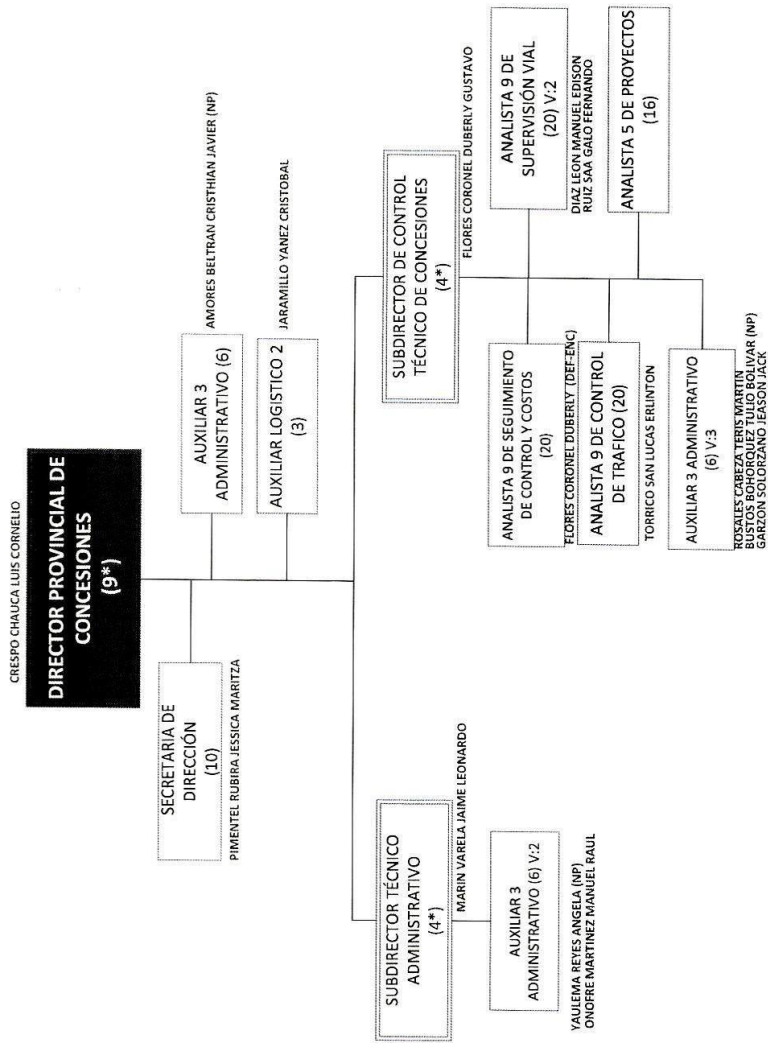 CRESPO CHAUCA LUIS CORNELIO
DIRECTOR PROVINCIAL DE
CONCESIONES
(9*)
SECRETARIA DE
DIRECCIÓN
(10)
PIMENTEL RUBIRA JESSICA MARITZA
AUXILIAR 3
ADMINISTRATIVO (6)
AMORES BELTRAN CRISTHIAN JAVIER (NP)
AUXILIAR LOGISTICO 2
(3)
JARAMILLO YANEZ CRISTOBAL
SUBDIRECTOR TÉCNICO
ADMINISTRATIVO
(4*)
MARIN VARELA JAIME LEONARDO
AUXILIAR 3
ADMINISTRATIVO (6) V:2
YAULEMA REYES ANGELA (NP)
ONOFRE MARTINEZ MANUEL RAUL
SUBDIRECTOR DE CONTROL
TÉCNICO DE CONCESIONES
(4*)
FLORES CORONEL DUBERLY GUSTAVO
ANALISTA 9 DE SEGUIMIENTO
DE CONTROL Y COSTOS
(20)
FLORES CORONEL DUBERLY (DEF-ENC)
ANALISTA 9 DE CONTROL
DE TRAFICO (20)
TORRICO SAN LUCAS ERLINTON
AUXILIAR 3 ADMINISTRATIVO
(6) V:3
ROSALES CABEZA TERIS MARTIN
BUSTOS BOHORQUEZ TULIO BOLIVAR (NP)
GARZON SOLORZANO JEASON JACK
ANALISTA 9 DE
SUPERVISIÓN VIAL
(20) V:2
DIAZ LEON MANUEL EDISON
RUIZ SAA GALO FERNANDO
ANALISTA 5 DE PROYECTOS
(16)